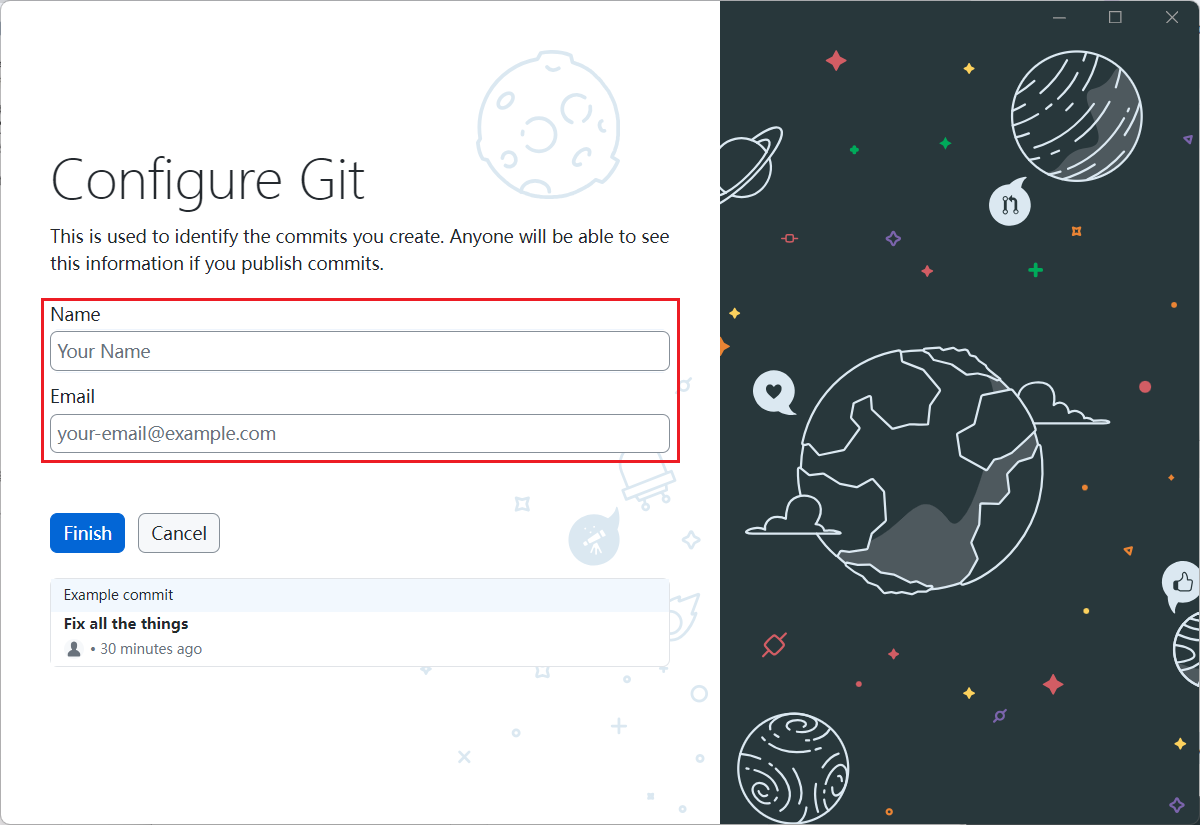 Configure Git
This is used to identify the commits you create. Anyone will be able to see
this information if you publish commits.
Name
Your Name
Email
your-email@example.com
Finish
Cancel
Example commit
Fix all the things
• 30 minutes ago